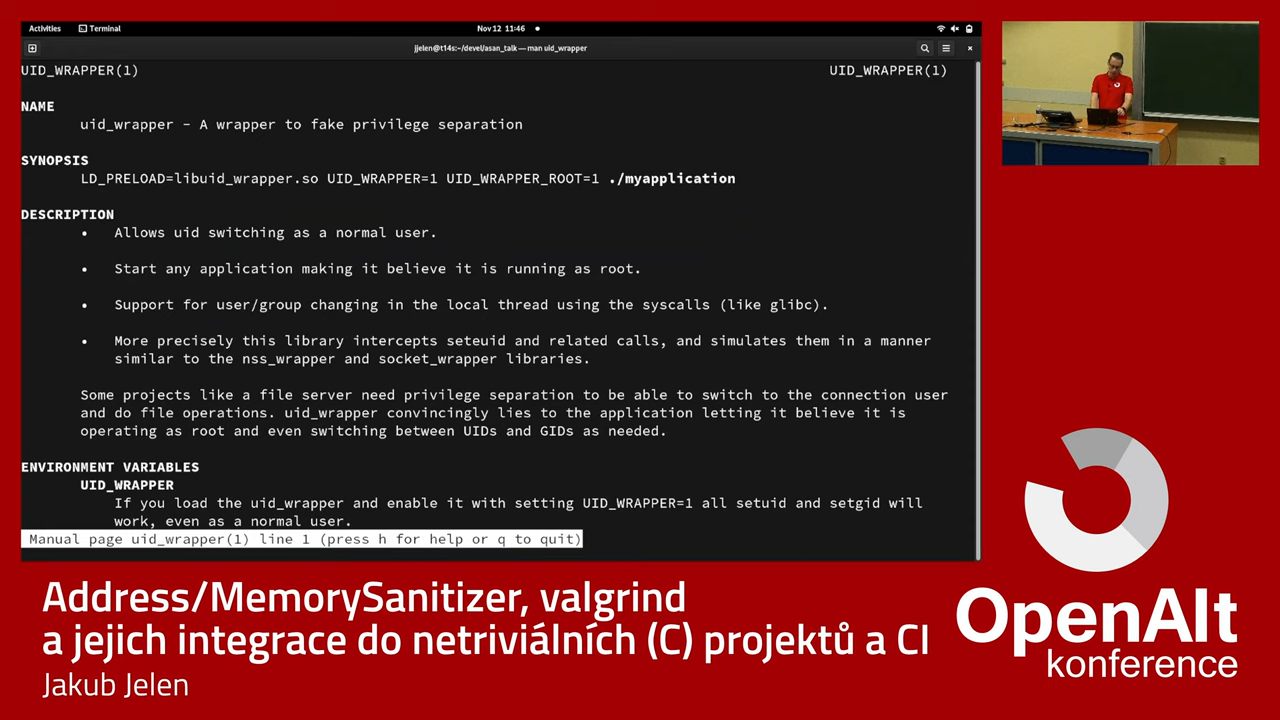 Activities Terminal Nov 12 11:46
jjelen@t14s:~/devel/asan_talk — man uid_wrapper
UID_WRAPPER(1) UID_WRAPPER(1)
NAME
uid_wrapper - A wrapper to fake privilege separation
SYNOPSIS
LD_PRELOAD=libuid_wrapper.so UID_WRAPPER=1 UID_WRAPPER_ROOT=1 ./myapplication
DESCRIPTION
• Allows uid switching as a normal user.
• Start any application making it believe it is running as root.
• Support for user/group changing in the local thread using the syscalls (like glibc).
• More precisely this library intercepts seteuid and related calls, and simulates them in a manner
similar to the nss_wrapper and socket_wrapper libraries.
Some projects like a file server need privilege separation to be able to switch to the connection user
and do file operations. uid_wrapper convincingly lies to the application letting it believe it is
operating as root and even switching between UIDs and GIDs as needed.
ENVIRONMENT VARIABLES
UID_WRAPPER
If you load the uid_wrapper and enable it with setting UID_WRAPPER=1 all setuid and setgid will
work, even as a normal user.
Manual page uid_wrapper(1) line 1 (press h for help or q to quit)
Address/MemorySanitizer, valgrind
a jejich integrace do netriviálních (C) projektů a CI
Jakub Jelen
OpenAlt
konference